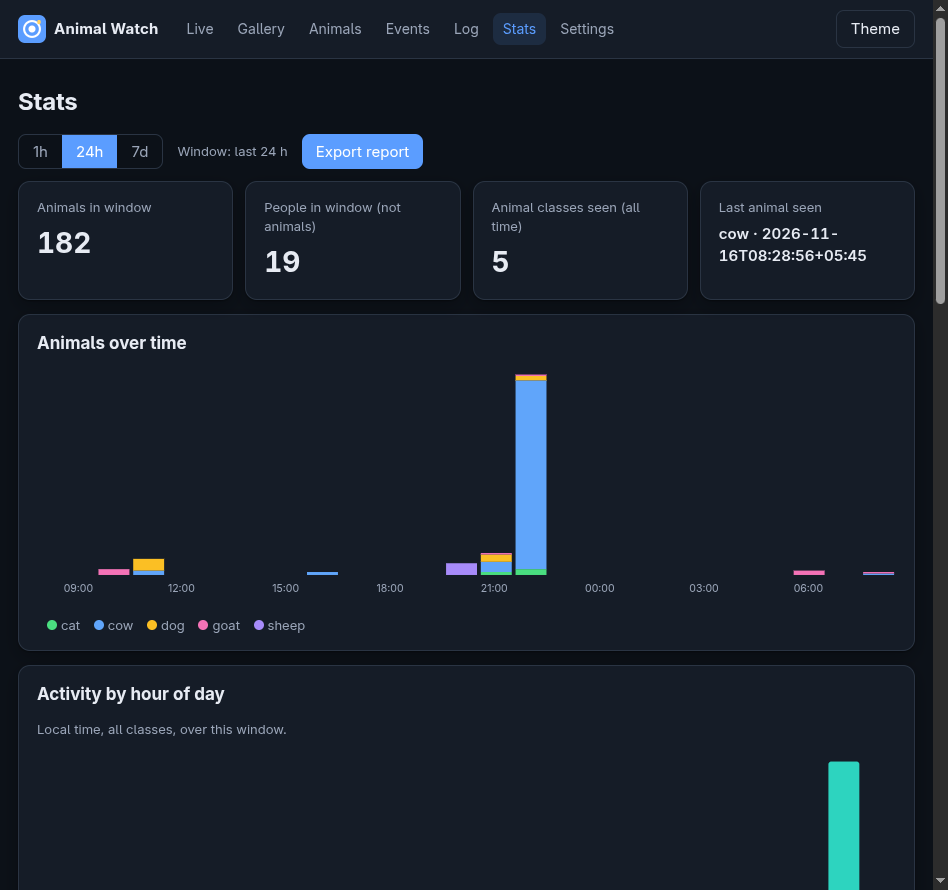 Animal Watch
Live
Gallery
Animals
Events
Log
Stats
Settings
Theme
Stats
1h
24h
7d
Window: last 24 h
Export report
Animals in window
182
People in window (not
animals)
19
Animal classes seen (all
time)
5
Last animal seen
cow · 2026-11-
16T08:28:56+05:45
Animals over time
09:00
12:00
15:00
18:00
21:00
00:00
03:00
06:00
cat
cow
dog
goat
sheep
Activity by hour of day
Local time, all classes, over this window.